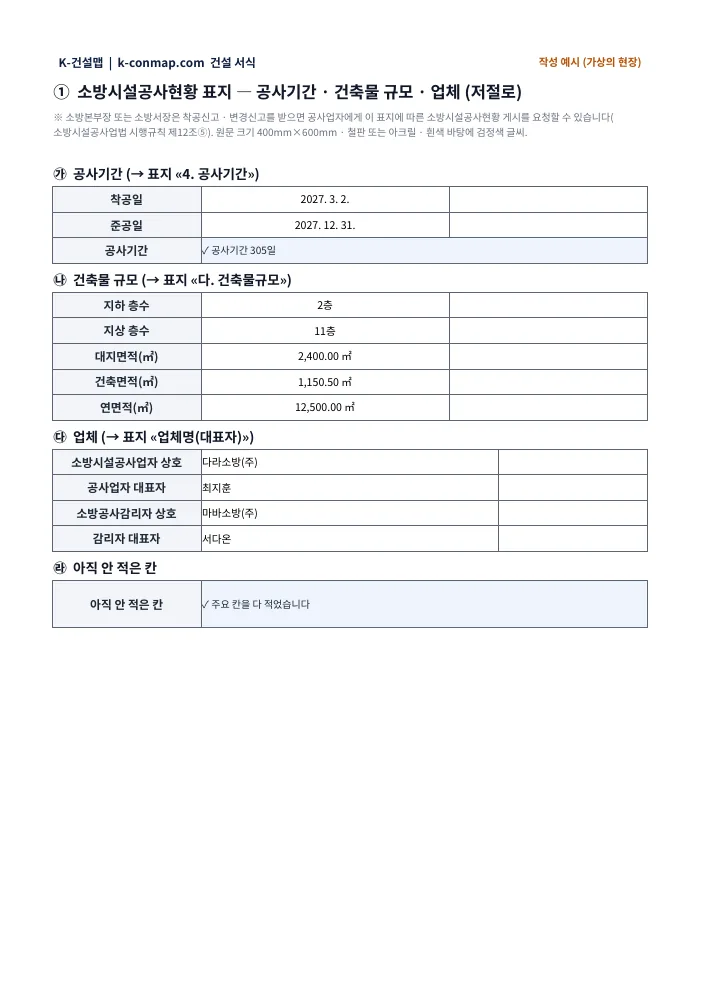 K-건설맵 | k-conmap.com 건설 서식
작성 예시 (가상의 현장)
① 소방시설공사현황 표지 — 공사기간 · 건축물 규모 · 업체 (저절로)
※ 소방본부장 또는 소방서장은 착공신고 · 변경신고를 받으면 공사업자에게 이 표지에 따른 소방시설공사현황 게시를 요청할 수 있습니다(
소방시설공사업법 시행규칙 제12조⑤). 원문 크기 400mm×600mm · 철판 또는 아크릴 · 흰색 바탕에 검정색 글씨.
㉮ 공사기간 (→ 표지 «4. 공사기간»)
착공일 2027. 3. 2.
준공일 2027. 12. 31.
공사기간 ✓ 공사기간 305일
㉯ 건축물 규모 (→ 표지 «다. 건축물규모»)
지하 층수 2층
지상 층수 11층
대지면적(㎡) 2,400.00 ㎡
건축면적(㎡) 1,150.50 ㎡
연면적(㎡) 12,500.00 ㎡
㉰ 업체 (→ 표지 «업체명(대표자)»)
소방시설공사업자 상호 다라소방(주)
공사업자 대표자 최지훈
소방공사감리자 상호 마바소방(주)
감리자 대표자 서다온
㉱ 아직 안 적은 칸
아직 안 적은 칸 ✓ 주요 칸을 다 적었습니다